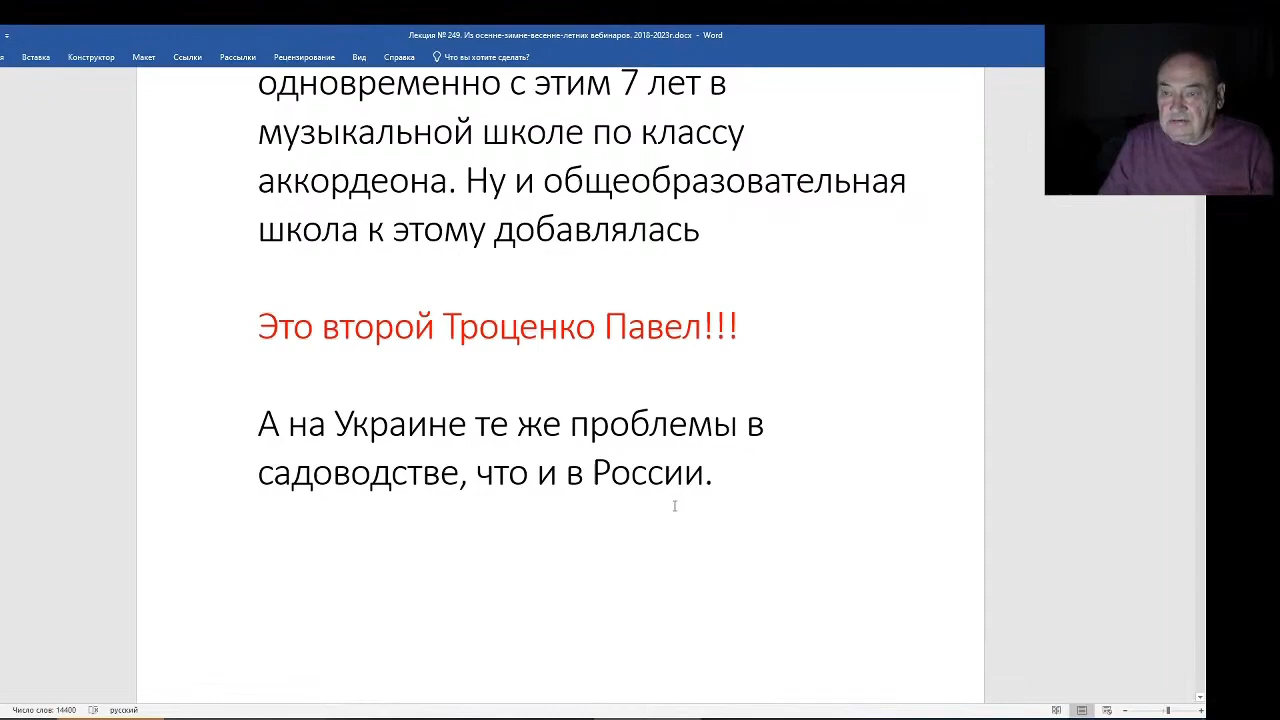 Лекция № 249. Из осенне-зимне-весенне-летних вебинаров. 2018-2023г.docx - Word
Вставка Конструктор Макет Ссылки Рассылки Рецензирование Вид Справка Что вы хотите сделать?
одновременно с этим 7 лет в
музыкальной школе по классу
аккордеона. Ну и общеобразовательная
школа к этому добавлялась
Это второй Троценко Павел!!!
А на Украине те же проблемы в
садоводстве, что и в России.
Число слов: 14400 русский